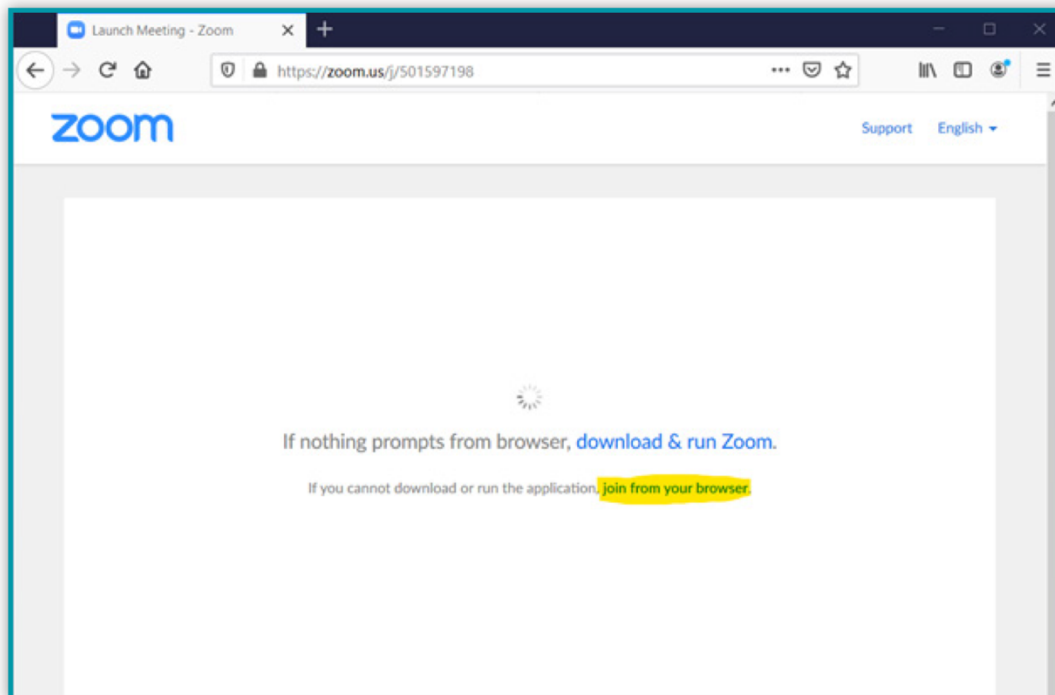 Launch Meeting - Zoom
https://zoom.us/j/501597198
zoom
Support English
If nothing prompts from browser, download & run Zoom.
If you cannot download or run the application, join from your browser.